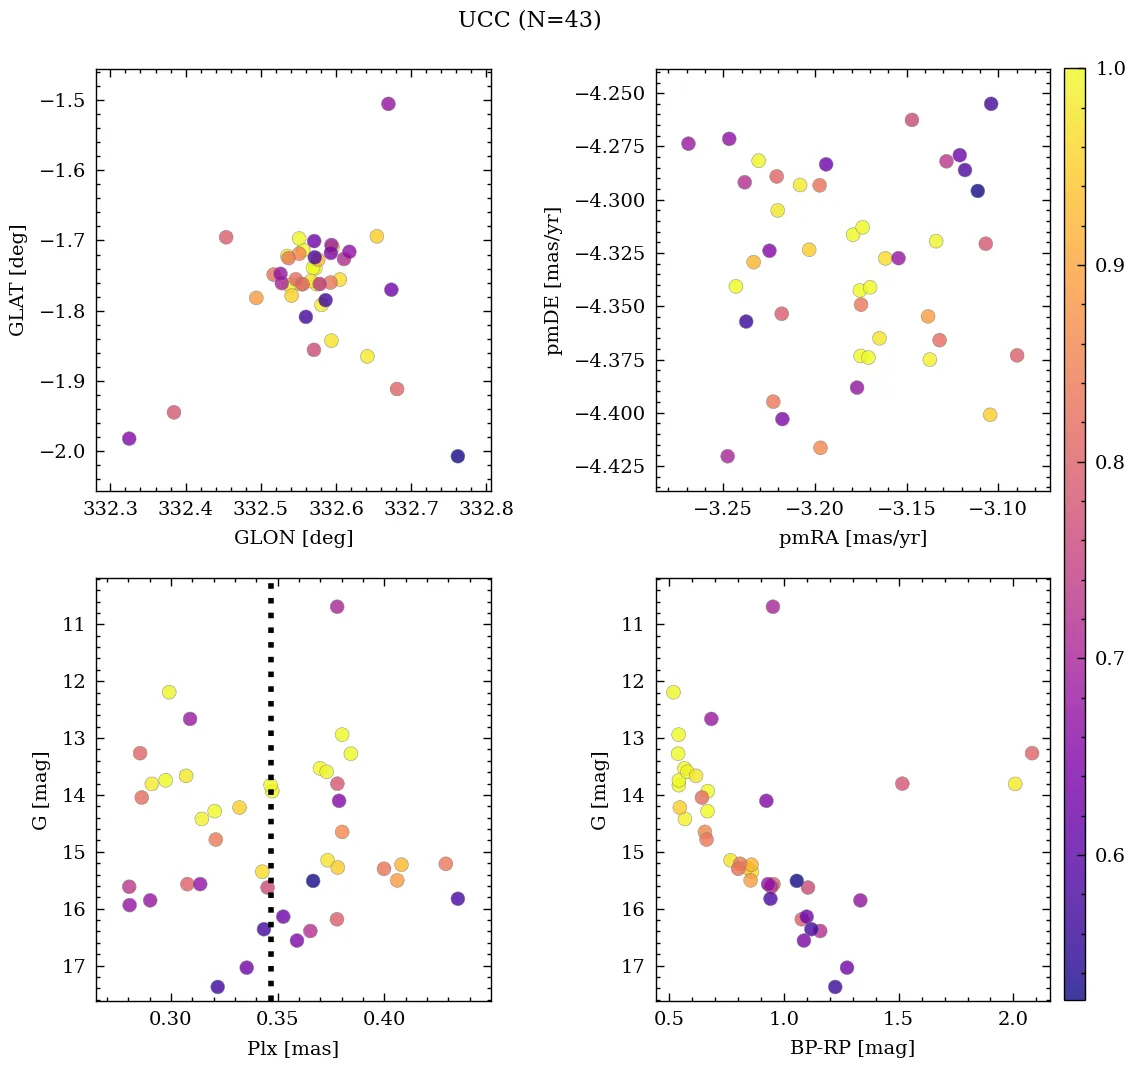 UCC (N=43)
−1.5
−1.6
−1.7
−1.8
−1.9
−2.0
GLAT [deg]
332.3 332.4 332.5 332.6 332.7 332.8
GLON [deg]
−4.250
−4.275
−4.300
−4.325
−4.350
−4.375
−4.400
−4.425
pmDE [mas/yr]
−3.25 −3.20 −3.15 −3.10
pmRA [mas/yr]
1.0
0.9
0.8
0.7
0.6
11
12
13
14
15
16
17
G [mag]
0.30 0.35 0.40
Plx [mas]
11
12
13
14
15
16
17
G [mag]
0.5 1.0 1.5 2.0
BP-RP [mag]